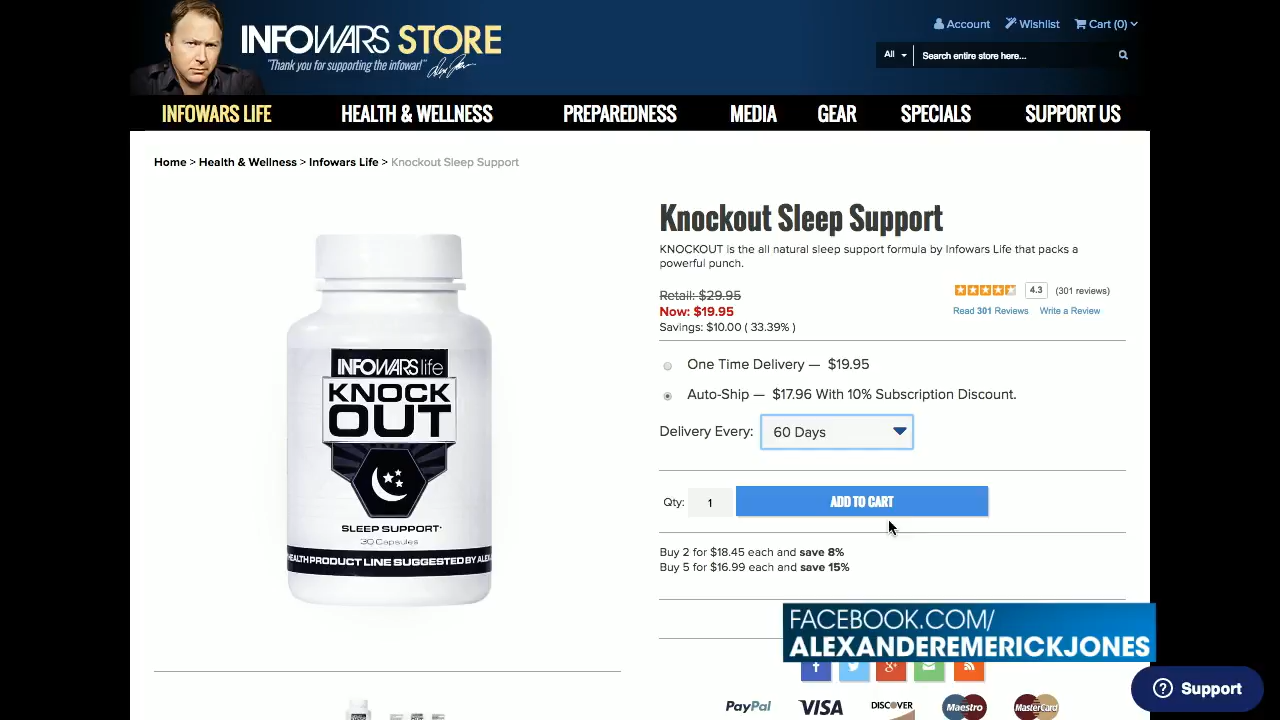 INFOWARS STORE
"Thank you for supporting the infowar!"
Account
Wishlist
Cart (0)
All
Search entire store here...
INFOWARS LIFE
HEALTH & WELLNESS
PREPAREDNESS
MEDIA
GEAR
SPECIALS
SUPPORT US
Home > Health & Wellness > Infowars Life > Knockout Sleep Support
INFOWARS life
KNOCK
OUT
SLEEP SUPPORT*
30 Capsules
HEALTH PRODUCT LINE SUGGESTED BY
Knockout Sleep Support
KNOCKOUT is the all natural sleep support formula by Infowars Life that packs a
powerful punch.
Retail: $29.95
Now: $19.95
Savings: $10.00 ( 33.39% )
4.3
(301 reviews)
Read 301 Reviews
Write a Review
One Time Delivery — $19.95
Auto-Ship — $17.96 With 10% Subscription Discount.
Delivery Every:
60 Days
Qty:
1
ADD TO CART
Buy 2 for $18.45 each and save 8%
Buy 5 for $16.99 each and save 15%
FACEBOOK.COM/
ALEXANDEREMERICKJONES
PayPal
VISA
DISCOVER
Maestro
MasterCard
Support